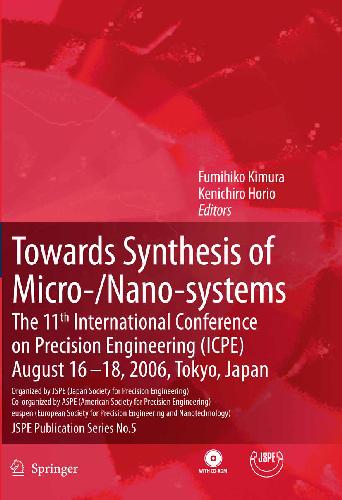 Fumihiko Kimura
Kenichiro Horio
Editors
Towards Synthesis of
Micro-/Nano-systems
The 11th International Conference
on Precision Engineering (ICPE)
August 16 –18, 2006, Tokyo, Japan
Organized by JSPE (Japan Society for Precision Engineering)
Co-organized by ASPE (American Society for Precision Engineering)
euspen (European Society for Precision Engineering and Nanotechnology)
JSPE Publication Series No.5
Springer
WITH CD-ROM
JSPE